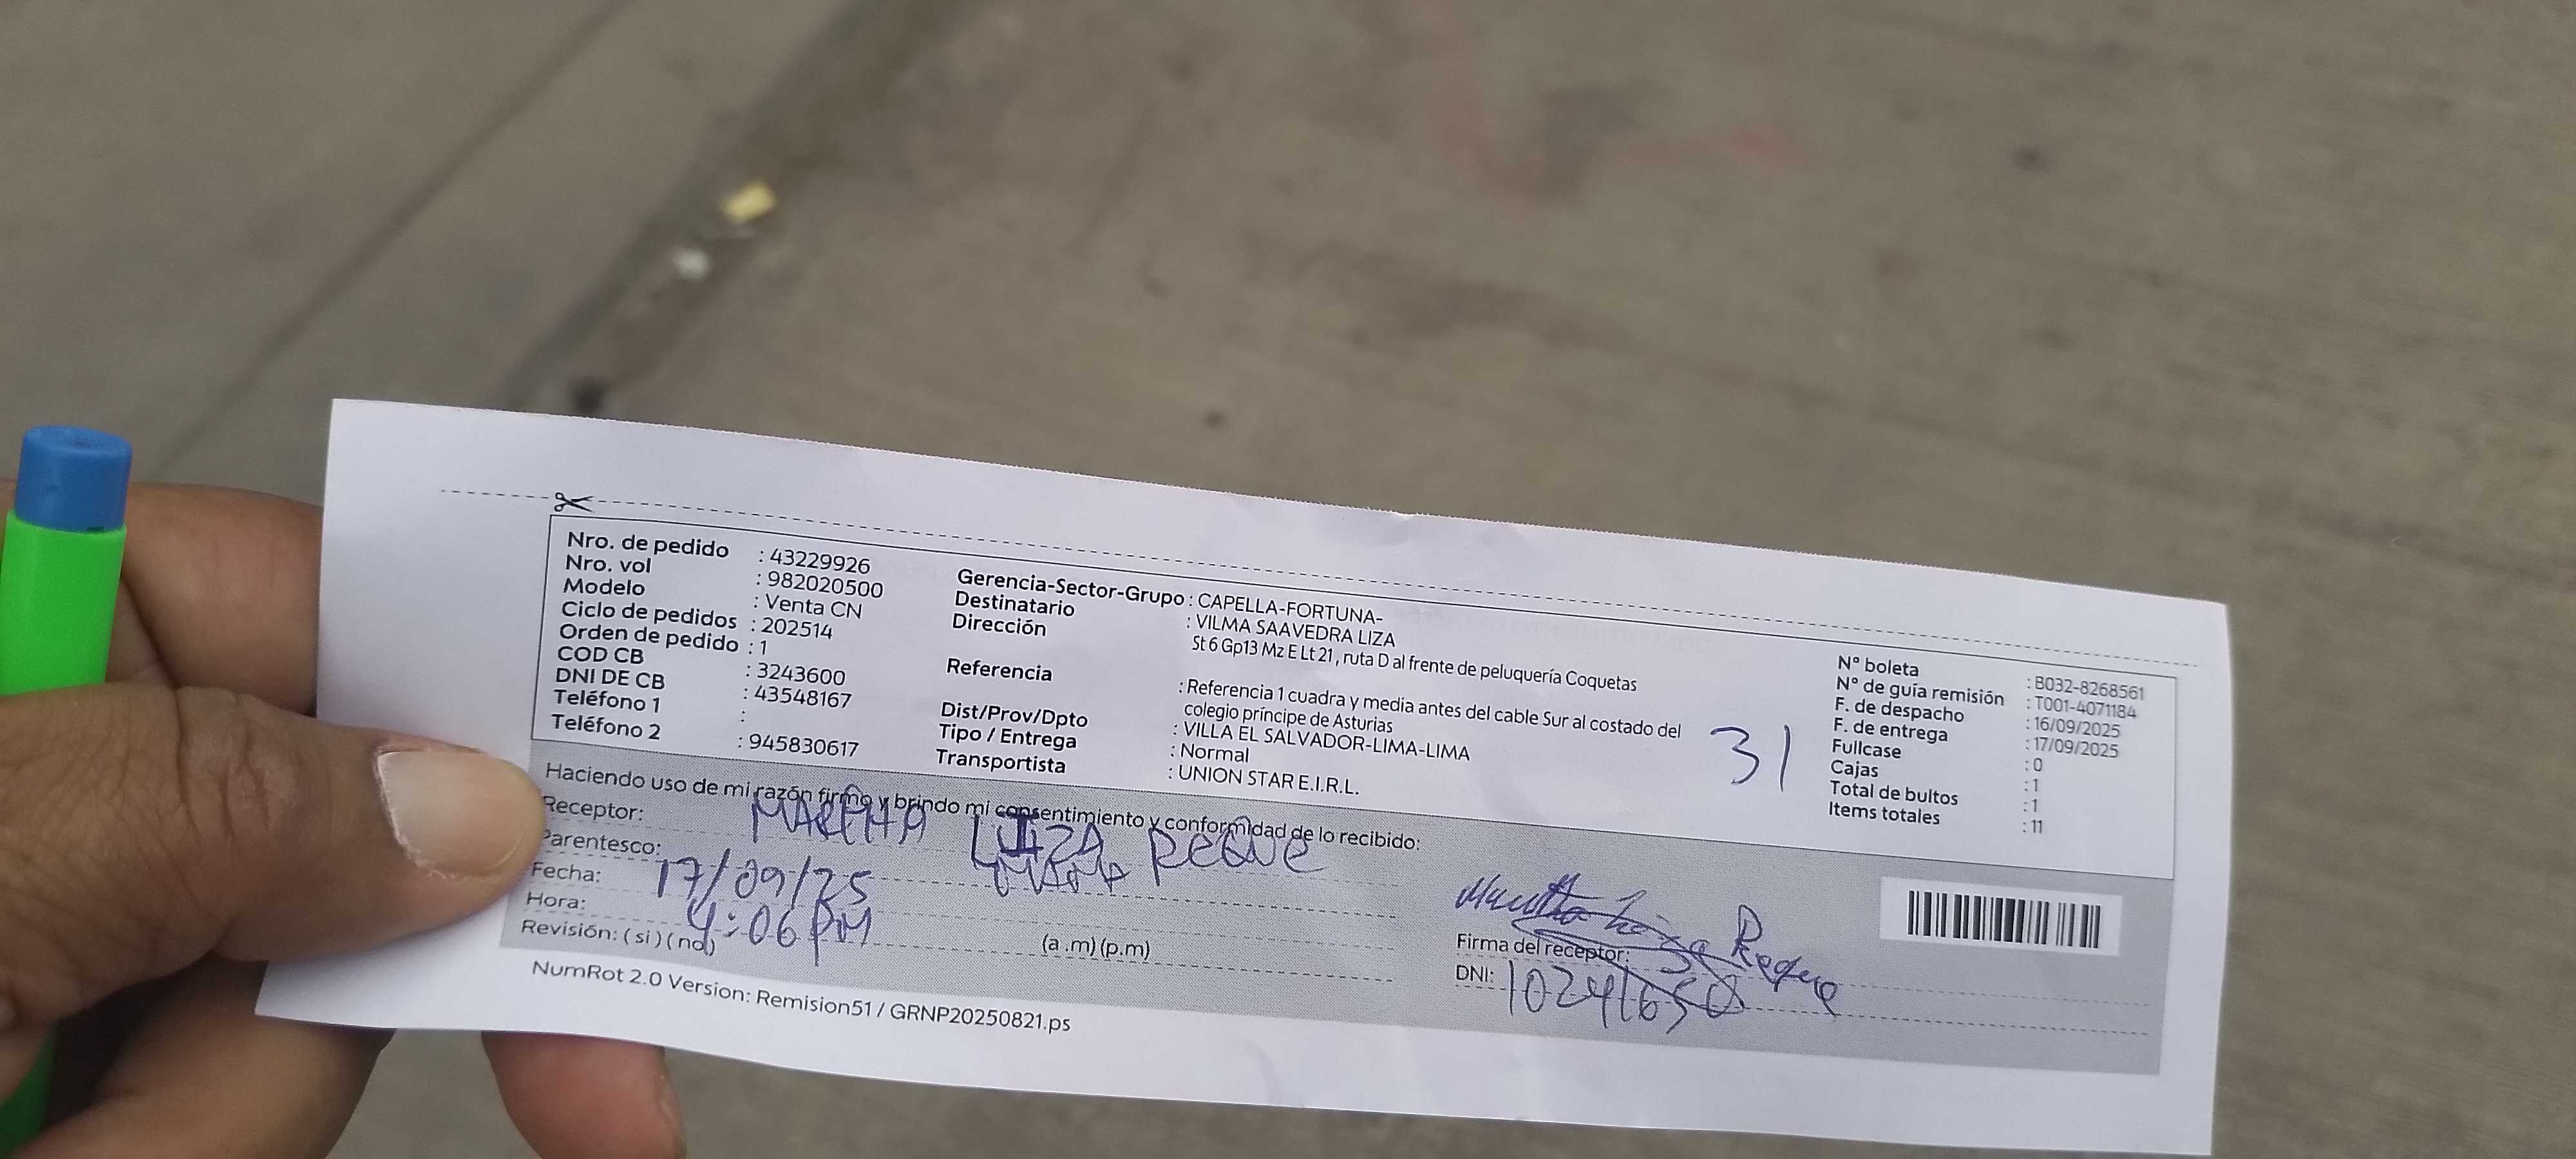 Nro. de pedido : 43229926
Nro. vol : 982020500
Modelo : Venta CN
Ciclo de pedidos : 202514
Orden de pedido : 1
COD CB : 3243600
DNI DE CB : 43548167
Teléfono 1 :
Teléfono 2 : 945830617
Gerencia-Sector-Grupo : CAPELLA-FORTUNA-
Destinatario : VILMA SAAVEDRA LIZA
Dirección St 6 Gp13 Mz E Lt 21 , ruta D al frente de peluquería Coquetas
Referencia : Referencia 1 cuadra y media antes del cable Sur al costado del
colegio príncipe de Asturias
Dist/Prov/Dpto : VILLA EL SALVADOR-LIMA-LIMA
Tipo / Entrega : Normal
Transportista : UNION STAR E.I.R.L.
31
N° boleta : B032-8268561
N° de guía remisión : T001-4071184
F. de despacho : 16/09/2025
F. de entrega : 17/09/2025
Fullcase : 0
Cajas : 1
Total de bultos : 1
Items totales : 11
Haciendo uso de mi razón firmo y brindo mi consentimiento y conformidad de lo recibido:
Receptor: LIZA REQUE
Parentesco:
Fecha: 17/09/25
Hora: 4:06 PM (a .m) (p.m)
Revisión: ( si ) ( no )
Firma del receptor: Liza Reque
DNI: 10241650
NumRot 2.0 Version: Remision51 / GRNP20250821.ps